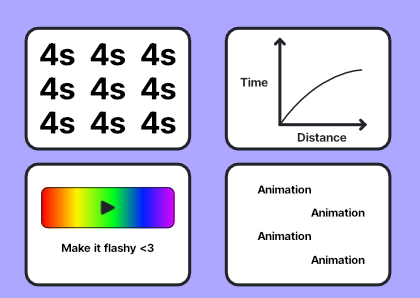 4s 4s 4s
4s 4s 4s
4s 4s 4s
Time
Distance
Make it flashy <3
Animation
Animation
Animation
Animation